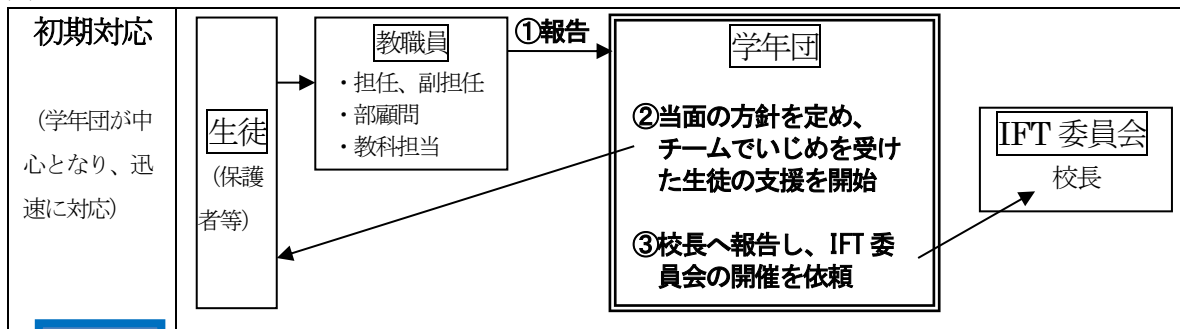 初期対応
（学年団が中
心となり、迅
速に対応）
生徒
（保護
者等）
教職員
・担任、副担任
・部顧問
・教科担当
①報告
学年団
②当面の方針を定め、
チームでいじめを受け
た生徒の支援を開始
③校長へ報告し、IFT 委
員会の開催を依頼
IFT 委員会
校長